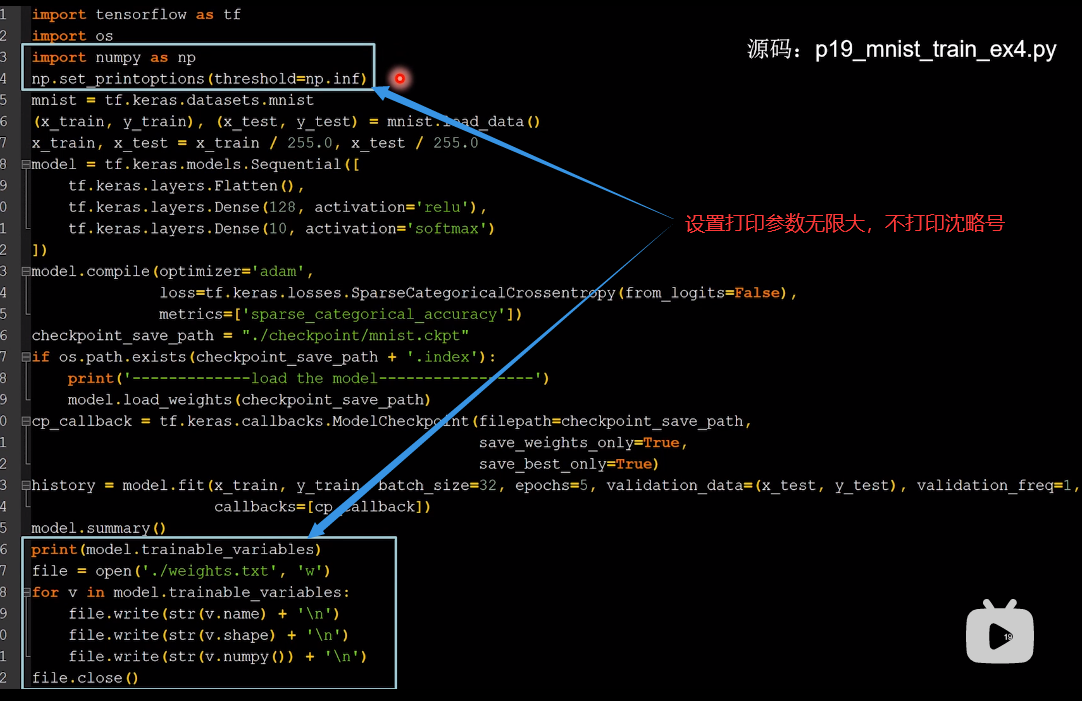 源码：p19_mnist_train_ex4.py
1 import tensorflow as tf
2 import os
3 import numpy as np
4 np.set_printoptions(threshold=np.inf)
5 mnist = tf.keras.datasets.mnist
6 (x_train, y_train), (x_test, y_test) = mnist.load_data()
7 x_train, x_test = x_train / 255.0, x_test / 255.0
8 model = tf.keras.models.Sequential([
9     tf.keras.layers.Flatten(),
0     tf.keras.layers.Dense(128, activation='relu'),
1     tf.keras.layers.Dense(10, activation='softmax')
2 ])
3 model.compile(optimizer='adam',
4               loss=tf.keras.losses.SparseCategoricalCrossentropy(from_logits=False),
5               metrics=['sparse_categorical_accuracy'])
6 checkpoint_save_path = "./checkpoint/mnist.ckpt"
7 if os.path.exists(checkpoint_save_path + '.index'):
8     print('-------------load the model-----------------')
9     model.load_weights(checkpoint_save_path)
0 cp_callback = tf.keras.callbacks.ModelCheckpoint(filepath=checkpoint_save_path,
1                                                  save_weights_only=True,
2                                                  save_best_only=True)
3 history = model.fit(x_train, y_train, batch_size=32, epochs=5, validation_data=(x_test, y_test), validation_freq=1,
4                     callbacks=[cp_callback])
5 model.summary()
6 print(model.trainable_variables)
7 file = open('./weights.txt', 'w')
8 for v in model.trainable_variables:
9     file.write(str(v.name) + '\n')
0     file.write(str(v.shape) + '\n')
1     file.write(str(v.numpy()) + '\n')
2 file.close()
设置打印参数无限大，不打印沈略号
19